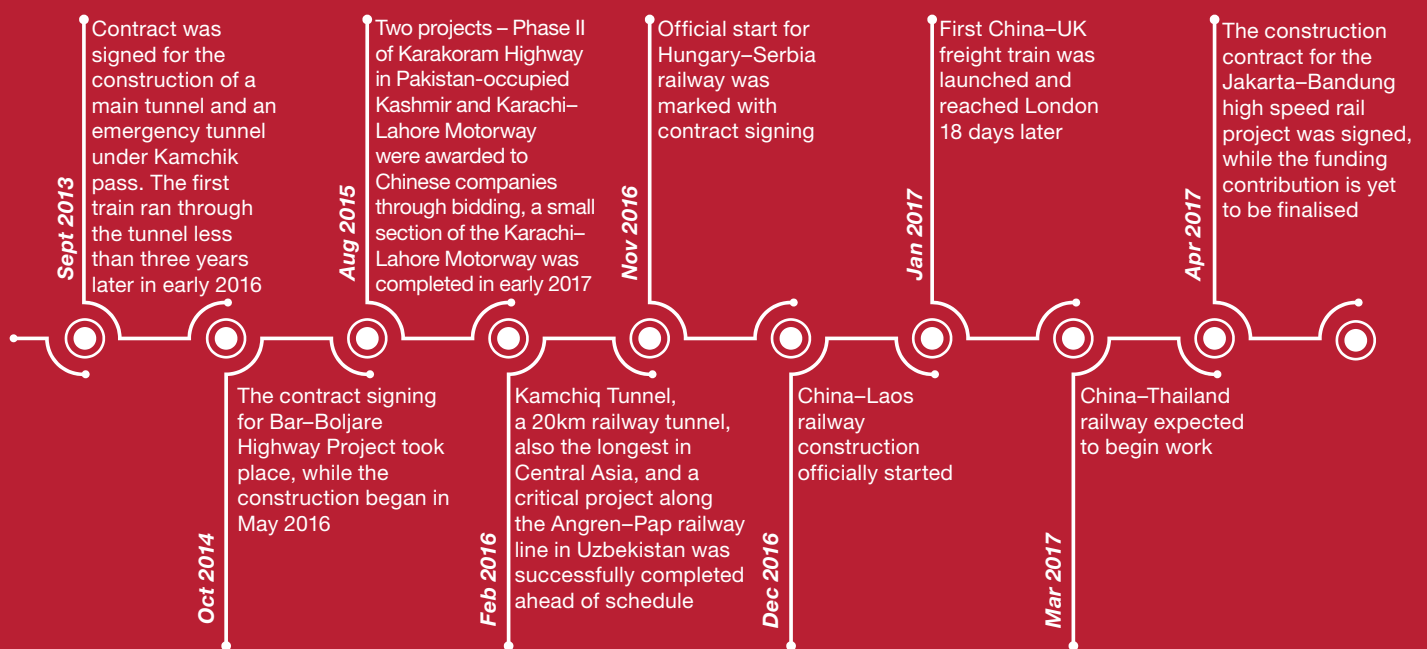 Sept 2013
Contract was
signed for the
construction of a
main tunnel and an
emergency tunnel
under Kamchik
pass. The first
train ran through
the tunnel less
than three years
later in early 2016
Oct 2014
The contract signing
for Bar–Boljare
Highway Project took
place, while the
construction began in
May 2016
Aug 2015
Two projects – Phase II
of Karakoram Highway
in Pakistan-occupied
Kashmir and Karachi–
Lahore Motorway
were awarded to
Chinese companies
through bidding, a small
section of the Karachi–
Lahore Motorway was
completed in early 2017
Feb 2016
Kamchiq Tunnel,
a 20km railway tunnel,
also the longest in
Central Asia, and a
critical project along
the Angren–Pap railway
line in Uzbekistan was
successfully completed
ahead of schedule
Nov 2016
Official start for
Hungary–Serbia
railway was
marked with
contract signing
Dec 2016
China–Laos
railway
construction
officially started
Jan 2017
First China–UK
freight train was
launched and
reached London
18 days later
Mar 2017
China–Thailand
railway expected
to begin work
Apr 2017
The construction
contract for the
Jakarta–Bandung
high speed rail
project was signed,
while the funding
contribution is yet
to be finalised